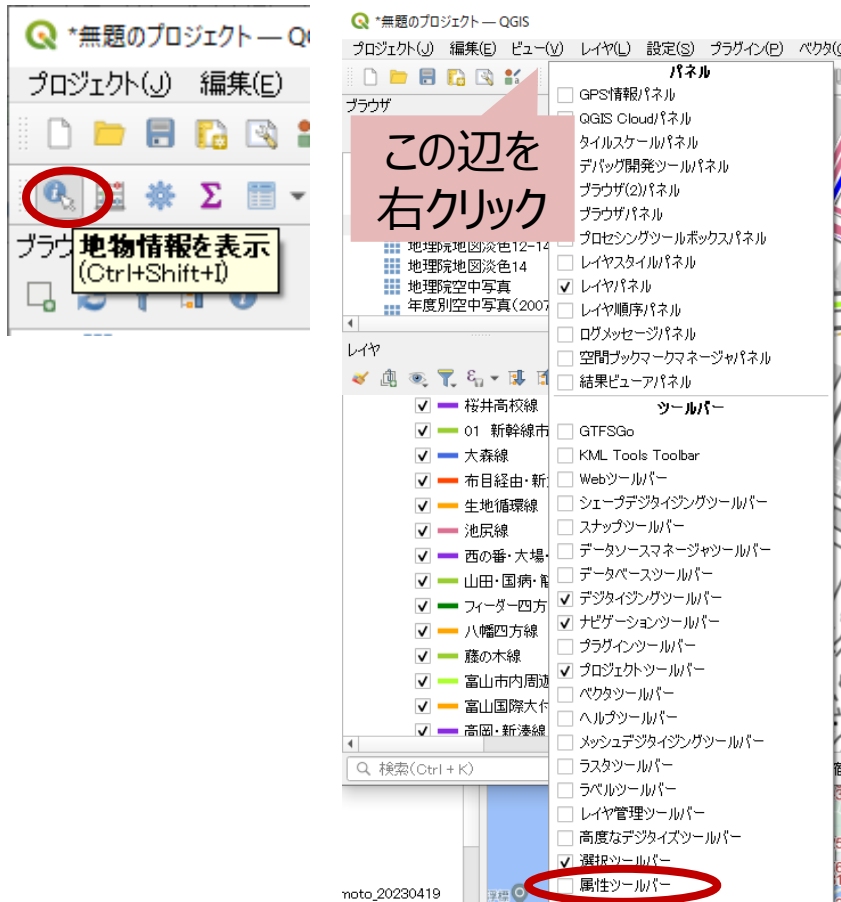 *無題のプロジェクト — Q
プロジェクト(J) 編集(E)
Σ
ブラウ
地物情報を表示
(Ctrl+Shift+I)
*無題のプロジェクト — QGIS
プロジェクト(J) 編集(E) ビュー(V) レイヤ(L) 設定(S) プラグイン(P) ベクタ(
ブラウザ
この辺を
右クリック
地理院地図淡色12-14
地理院地図淡色14
地理院空中写真
年度別空中写真(2007
レイヤ
桜井高校線
01 新幹線市
大森線
布目経由・新
生地循環線
池尻線
西の番・大場・
山田・国病・
フィーダー四方
八幡四方線
藤の木線
富山市内周遊
富山国際大付
高岡・新湊線
検索(Ctrl + K)
moto_20230419
座標
パネル
GPS情報パネル
QGIS Cloudパネル
タイルスケールパネル
デバッグ開発ツールパネル
ブラウザ(2)パネル
ブラウザパネル
プロセシングツールボックスパネル
レイヤスタイルパネル
レイヤパネル
レイヤ順序パネル
ログメッセージパネル
空間ブックマークマネージャパネル
結果ビューアパネル
ツールバー
GTFSGo
KML Tools Toolbar
Webツールバー
シェープデジタイジングツールバー
スナップツールバー
データソースマネージャツールバー
データベースツールバー
デジタイジングツールバー
ナビゲーションツールバー
プラグインツールバー
プロジェクトツールバー
ベクタツールバー
ヘルプツールバー
メッシュデジタイジングツールバー
ラスタツールバー
ラベルツールバー
レイヤ管理ツールバー
高度なデジタイズツールバー
選択ツールバー
属性ツールバー